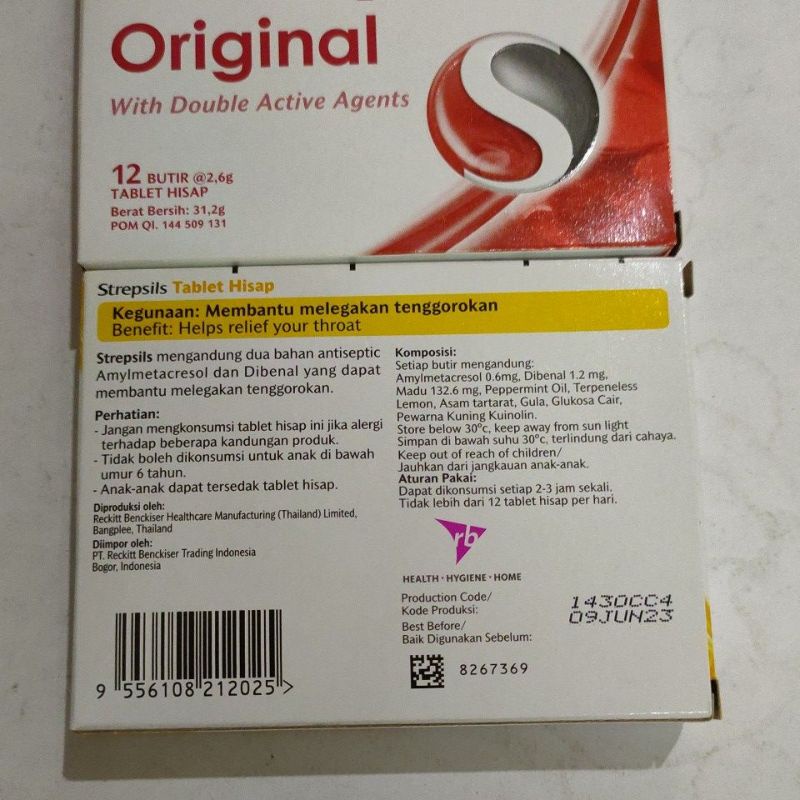 Original
With Double Active Agents
12 BUTIR @2,6g
TABLET HISAP
Berat Bersih: 31,2g
POM QI. 144 509 131
Strepsils Tablet Hisap
Kegunaan: Membantu melegakan tenggorokan
Benefit: Helps relief your throat
Strepsils mengandung dua bahan antiseptic
Amylmetacresol dan Dibenal yang dapat
membantu melegakan tenggorokan.
Perhatian:
- Jangan mengkonsumsi tablet hisap ini jika alergi
terhadap beberapa kandungan produk.
- Tidak boleh dikonsumsi untuk anak di bawah
umur 6 tahun.
- Anak-anak dapat tersedak tablet hisap.
Diproduksi oleh:
Reckitt Benckiser Healthcare Manufacturing (Thailand) Limited,
Bangplee, Thailand
Diimpor oleh:
PT. Reckitt Benckiser Trading Indonesia
Bogor, Indonesia
9 556108 212025 >
Komposisi:
Setiap butir mengandung:
Amylmetacresol 0.6mg, Dibenal 1.2 mg,
Madu 132.6 mg, Peppermint Oil, Terpeneless
Lemon, Asam tartarat, Gula, Glukosa Cair,
Pewarna Kuning Kuinolin.
Store below 30°c, keep away from sun light
Simpan di bawah suhu 30°c, terlindung dari cahaya.
Keep out of reach of children/
Jauhkan dari jangkauan anak-anak.
Aturan Pakai:
Dapat dikonsumsi setiap 2-3 jam sekali.
Tidak lebih dari 12 tablet hisap per hari.
rb
HEALTH • HYGIENE • HOME
Production Code/
Kode Produksi:
1430CC4
Best Before/
Baik Digunakan Sebelum:
09JUN23
8267369